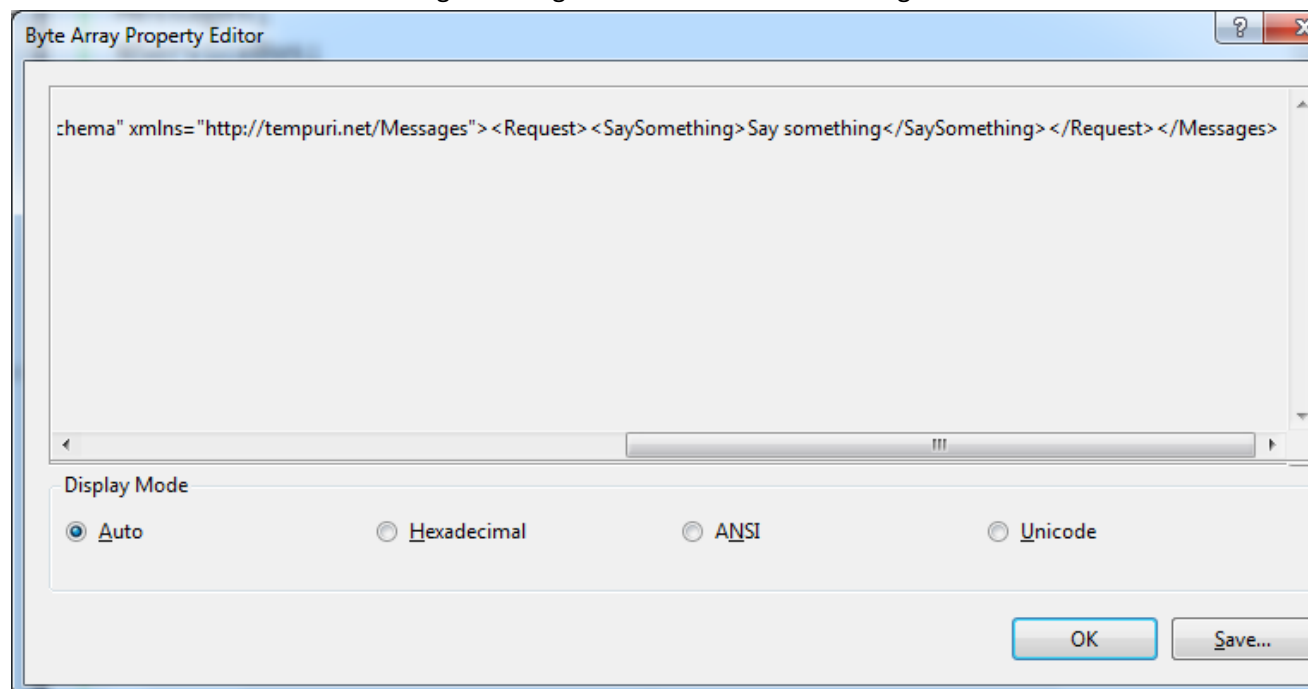 Byte Array Property Editor
:hema" xmlns="http://tempuri.net/Messages"><Request><SaySomething>Say something</SaySomething></Request></Messages>
Display Mode
Auto
Hexadecimal
ANSI
Unicode
OK
Save...